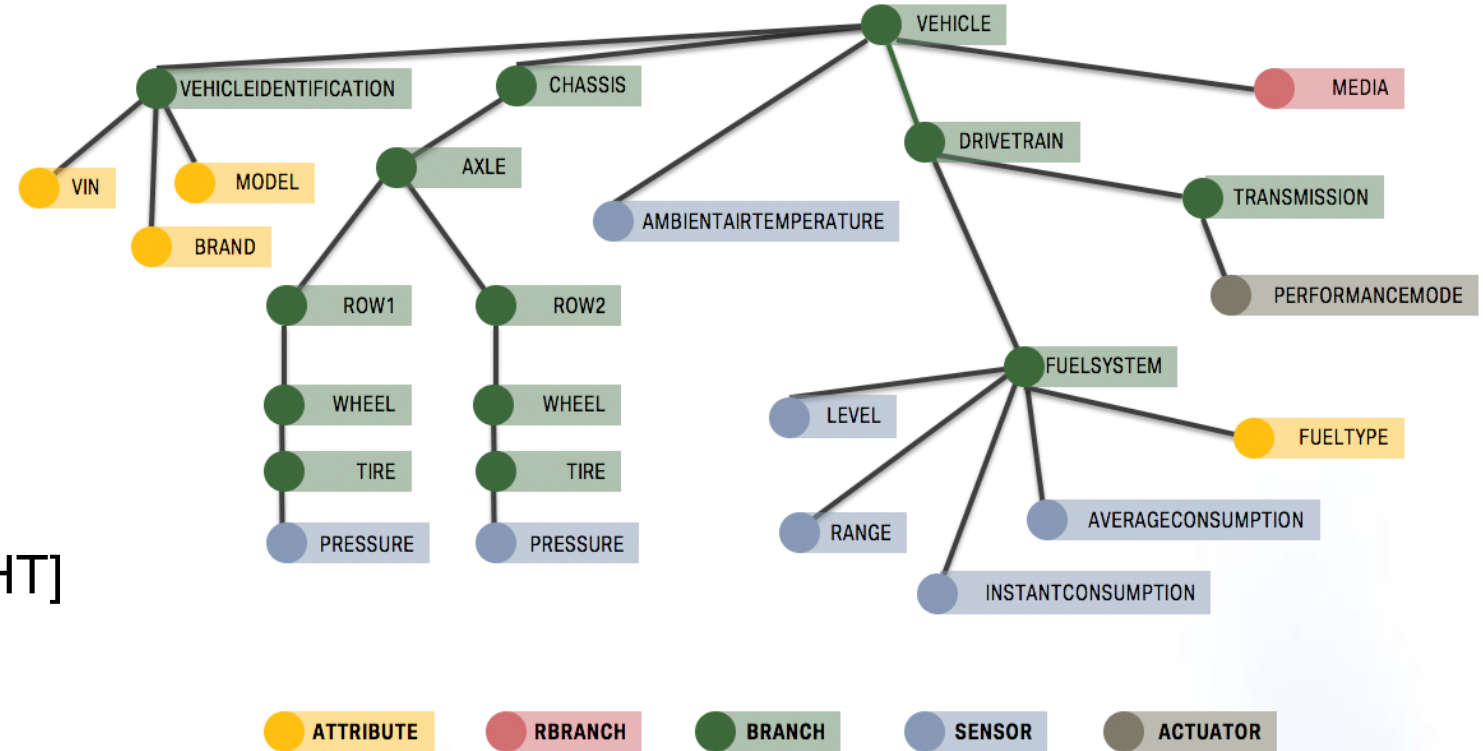 VEHICLE
VEHICLEIDENTIFICATION
CHASSIS
MEDIA
DRIVETRAIN
AXLE
VIN
MODEL
TRANSMISSION
AMBIENTAIRTEMPERATURE
BRAND
PERFORMANCEMODE
ROW1
ROW2
FUELSYSTEM
WHEEL
WHEEL
LEVEL
FUELTYPE
TIRE
TIRE
AVERAGECONSUMPTION
RANGE
PRESSURE
PRESSURE
HT]
INSTANTCONSUMPTION
ATTRIBUTE
RBRANCH
BRANCH
SENSOR
ACTUATOR